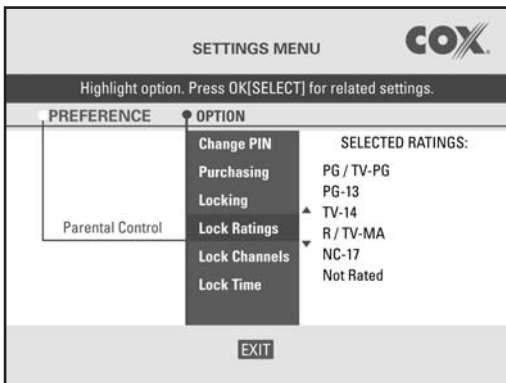 SETTINGS MENU
COX.
Highlight option. Press OK[SELECT] for related settings.
PREFERENCE
OPTION
Change PIN
Purchasing
Locking
Lock Ratings
Lock Channels
Lock Time
Parental Control
SELECTED RATINGS:
PG / TV-PG
PG-13
TV-14
R / TV-MA
NC-17
Not Rated
EXIT